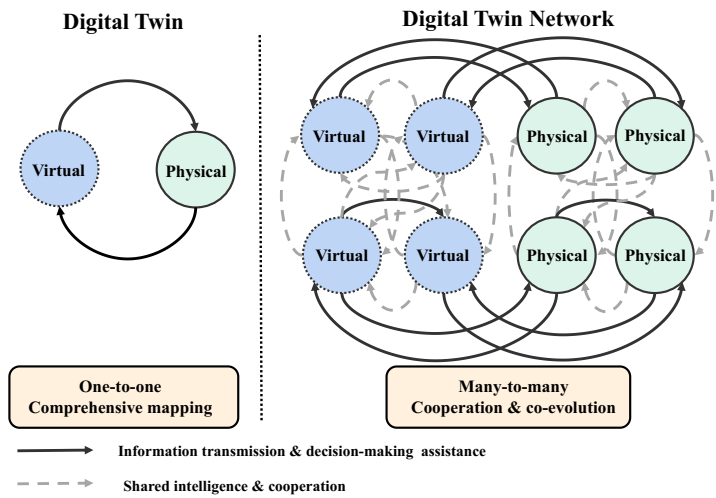 Digital Twin
Digital Twin Network
Virtual
Physical
Virtual
Virtual
Physical
Physical
Virtual
Virtual
Physical
Physical
One-to-one
Comprehensive mapping
Many-to-many
Cooperation & co-evolution
Information transmission & decision-making assistance
Shared intelligence & cooperation